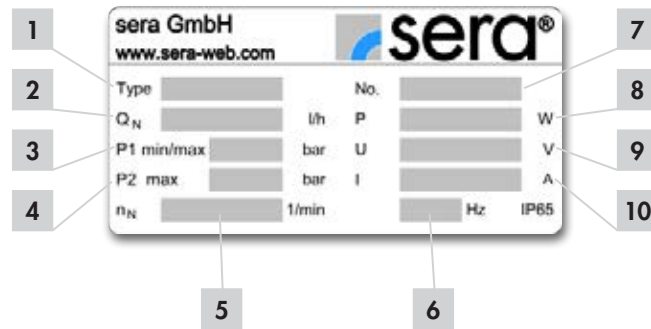 sera GmbH
www.sera-web.com
sera®
1
2
3
4
Type
Q N l/h
P1 min/max bar
P2 max bar
n N 1/min
No.
P W
U V
I A
Hz IP65
7
8
9
10
5
6